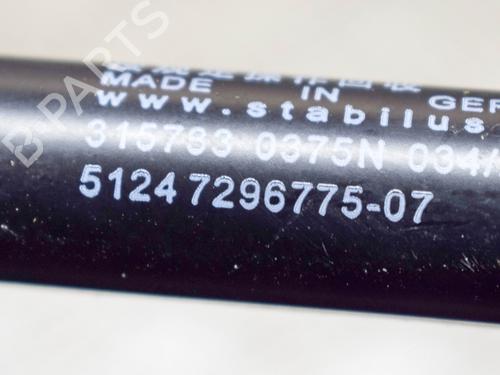 MADE IN GER
www.stabilus
315783 0375N 034/
51247296775-07
B PARTS